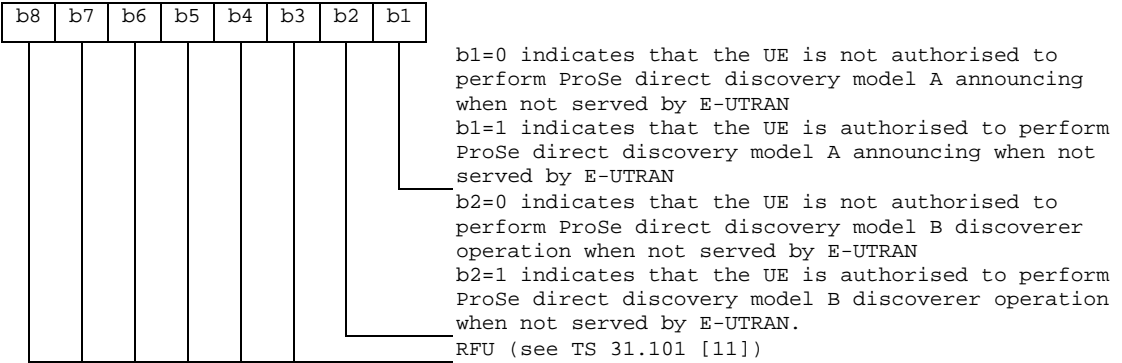 b8 b7 b6 b5 b4 b3 b2 b1
b1=0 indicates that the UE is not authorised to
perform ProSe direct discovery model A announcing
when not served by E-UTRAN
b1=1 indicates that the UE is authorised to perform
ProSe direct discovery model A announcing when not
served by E-UTRAN
b2=0 indicates that the UE is not authorised to
perform ProSe direct discovery model B discoverer
operation when not served by E-UTRAN
b2=1 indicates that the UE is authorised to perform
ProSe direct discovery model B discoverer operation
when not served by E-UTRAN.
RFU (see TS 31.101 [11])